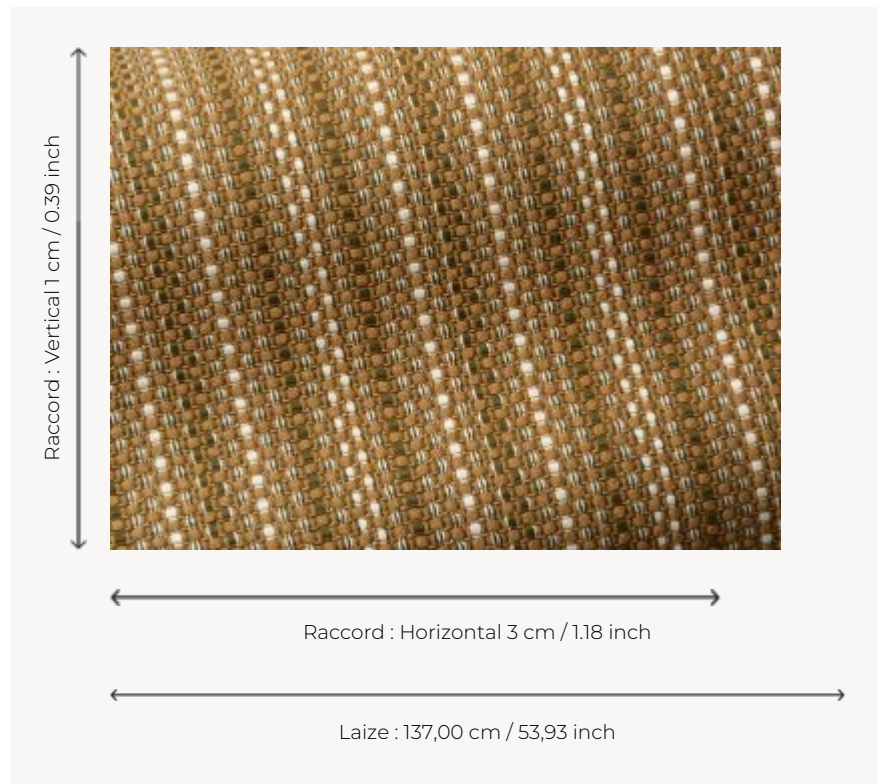 Raccord : Vertical 1 cm / 0.39 inch
Raccord : Horizontal 3 cm / 1.18 inch
Laize : 137,00 cm / 53,93 inch